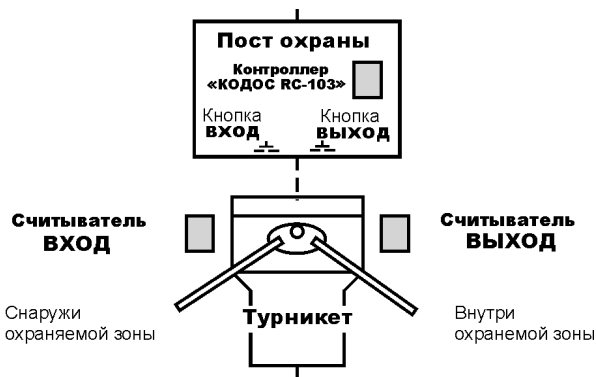 Пост охраны
Контроллер
«КОДОС RC-103»
Кнопка
ВХОД
Кнопка
ВЫХОД
Считыватель
ВХОД
Считыватель
ВЫХОД
Снаружи
охраняемой зоны
Турникет
Внутри
охранемой зоны